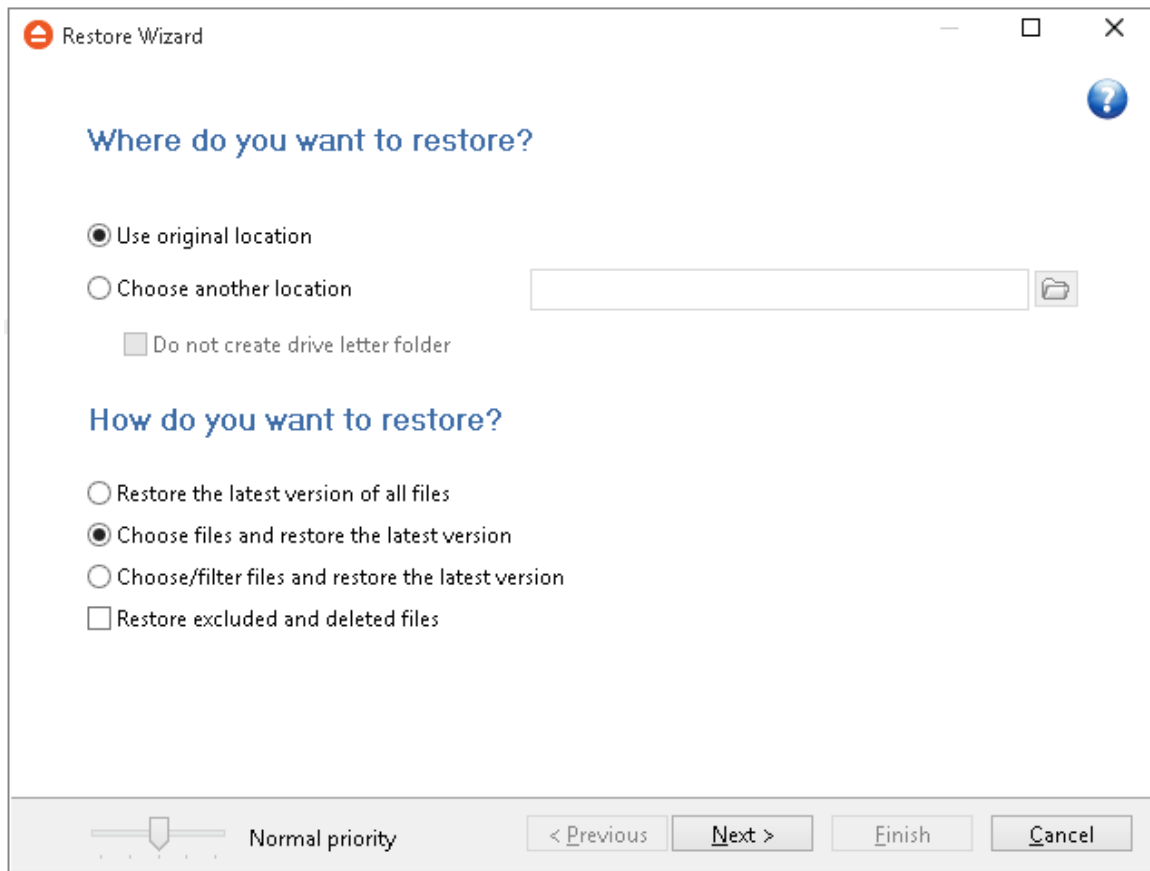 Restore Wizard
?
Where do you want to restore?
Use original location
Choose another location
Do not create drive letter folder
How do you want to restore?
Restore the latest version of all files
Choose files and restore the latest version
Choose/filter files and restore the latest version
Restore excluded and deleted files
Normal priority
< Previous
Next >
Finish
Cancel